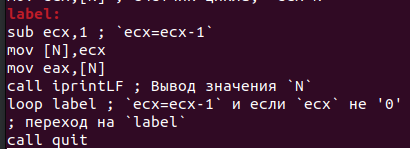 label:
sub ecx,1 ; `ecx=ecx-1`
mov [N],ecx
mov eax,[N]
call iprintLF ; Вывод значения `N`
loop label ; `ecx=ecx-1` и если `ecx` не '0'
; переход на `label`
call quit